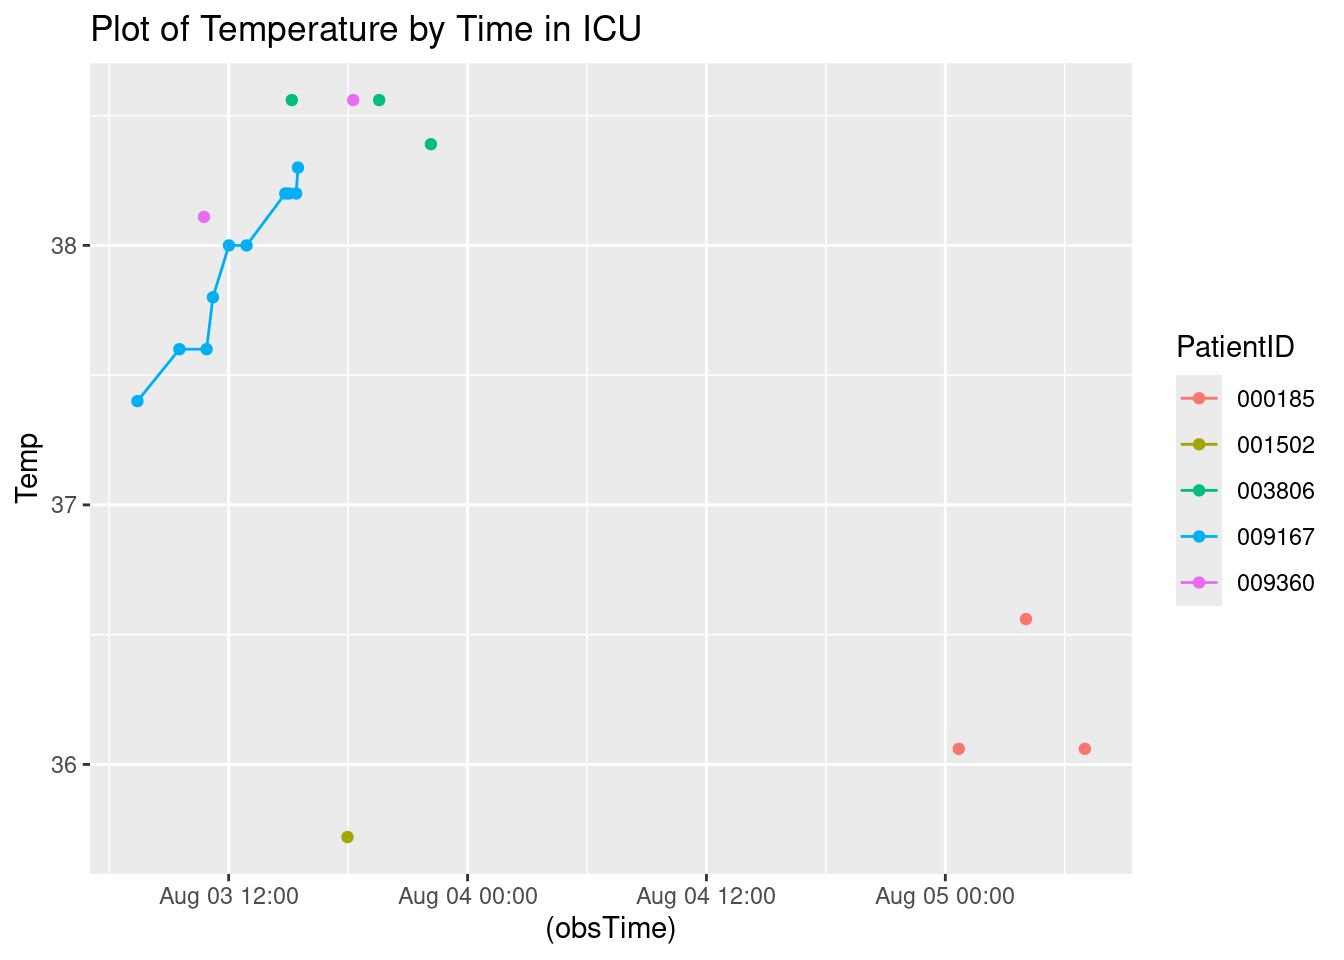 Plot of Temperature by Time in ICU
38
37
36
Temp
Aug 03 12:00
Aug 04 00:00
Aug 04 12:00
Aug 05 00:00
(obsTime)
PatientID
000185
001502
003806
009167
009360